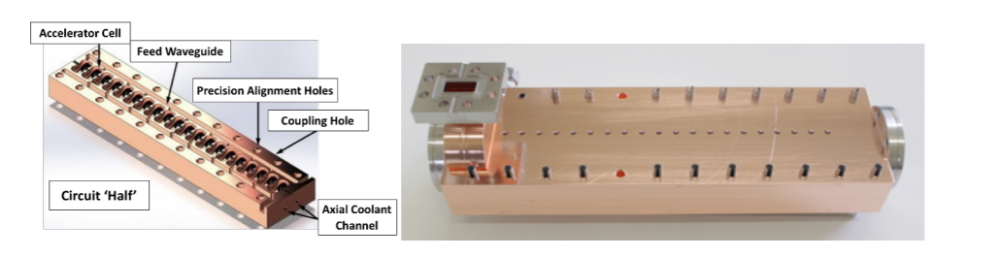 Accelerator Cell
Feed Waveguide
Precision Alignment Holes
Coupling Hole
Circuit ‘Half’
Axial Coolant
Channel